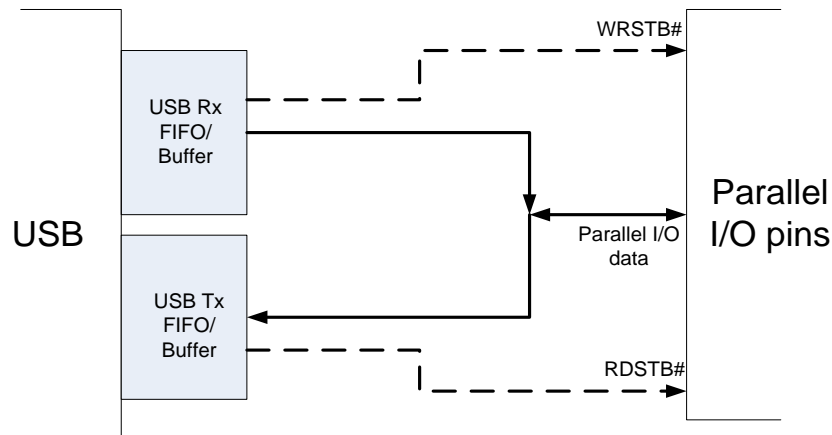 WRSTB#
USB Rx
FIFO/
Buffer
USB
Parallel
I/O pins
Parallel I/O
data
USB Tx
FIFO/
Buffer
RDSTB#